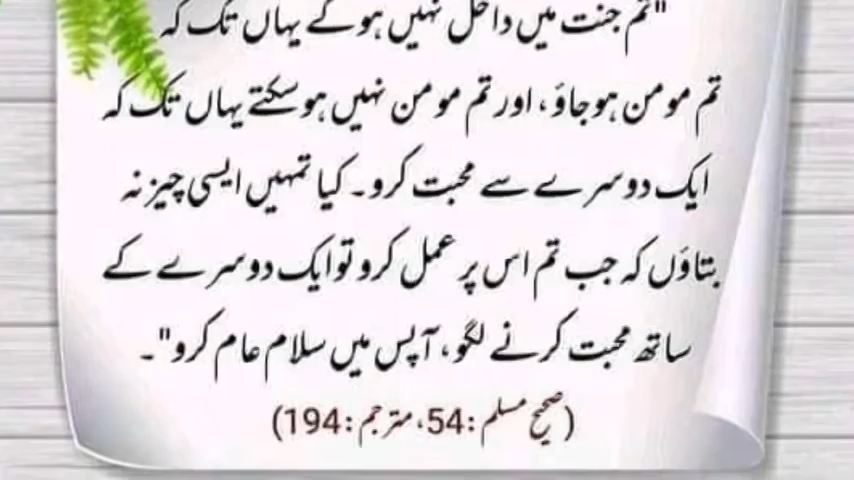 "تم جنت میں داخل نہیں ہوگے یہاں تک کہ
تم مومن ہوجاؤ، اور تم مومن نہیں ہوسکتے یہاں تک کہ
ایک دوسرے سے محبت کرو۔ کیا تمہیں ایسی چیز نہ
بتاؤں کہ جب تم اس پر عمل کرو تو ایک دوسرے کے
ساتھ محبت کرنے لگو، آپس میں سلام عام کرو"۔
(صحیح مسلم:54، مترجم:194)